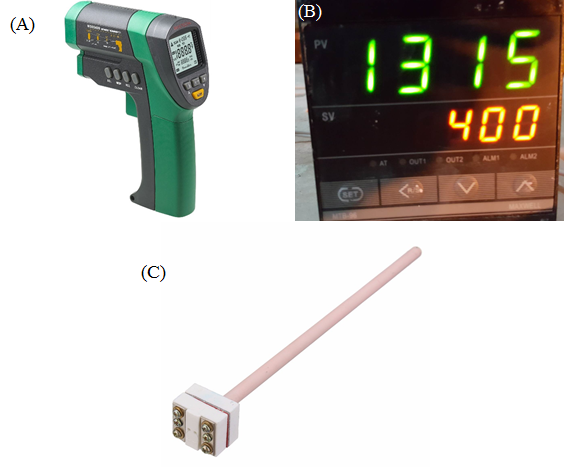 (A)
(B)
PV
1315
SV
400
AT OUT1 OUT2 ALM1 ALM2
SET
(C)